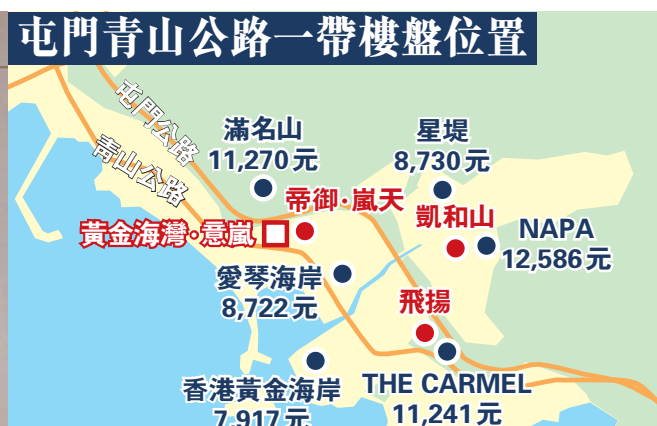 屯門青山公路一帶樓盤位置
屯門公路
青山公路
滿名山
11,270元
星堤
8,730元
帝御·嵐天
凱和山
黃金海灣·意嵐
NAPA
12,586元
愛琴海岸
8,722元
飛揚
香港黃金海岸
7,917元
THE CARMEL
11,241元